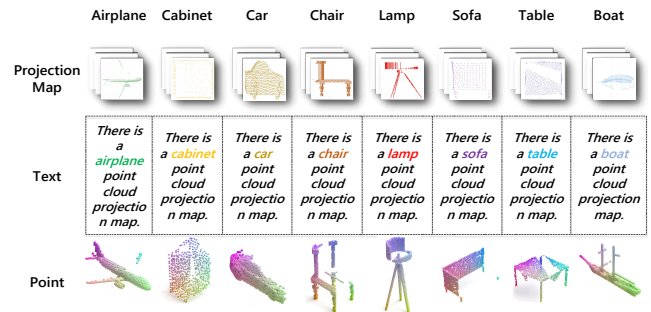 Airplane Cabinet Car Chair Lamp Sofa Table Boat
Projection
Map
Text
There is
a
airplane
point
cloud
projectio
n map.
There is
a cabinet
point
cloud
projectio
n map.
There is
a car
point
cloud
projectio
n map.
There is
a chair
point
cloud
projectio
n map.
There is
a lamp
point
cloud
projectio
n map.
There is
a sofa
point
cloud
projectio
n map.
There is
a table
point
cloud
projectio
n map.
There is
a boat
point
cloud
projection
map.
Point